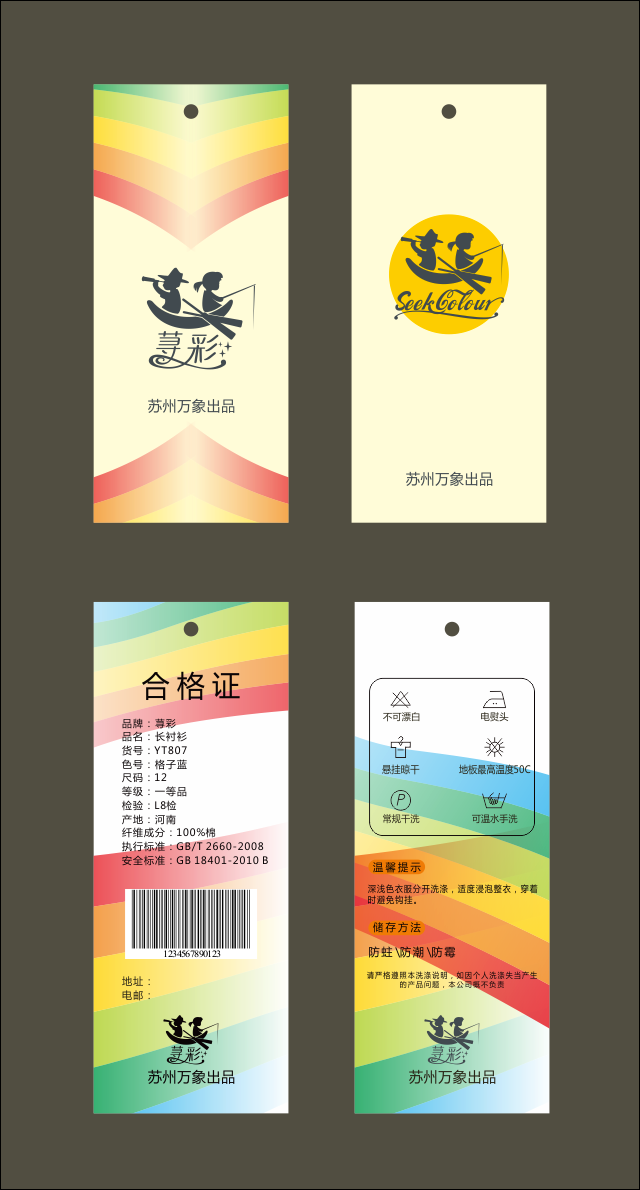 荨彩
苏州万象出品
SeekColour
苏州万象出品
合格证
品牌：荨彩
品名：长衬衫
货号：YT807
色号：格子蓝
尺码：12
等级：一等品
检验：L8检
产地：河南
纤维成分：100%棉
执行标准：GB/T 2660-2008
安全标准：GB 18401-2010 B
1234567890123
地址：
电邮：
荨彩
苏州万象出品
不可漂白
电熨头
悬挂晾干
地板最高温度50C
P
常规干洗
可温水手洗
温馨提示
深浅色衣服分开洗涤，适度浸泡整衣，穿着
时避免钩挂。
储存方法
防蛀\防潮\防霉
请严格遵照本洗涤说明，如因个人洗涤失当产生
的产品问题，本公司概不负责
荨彩
苏州万象出品